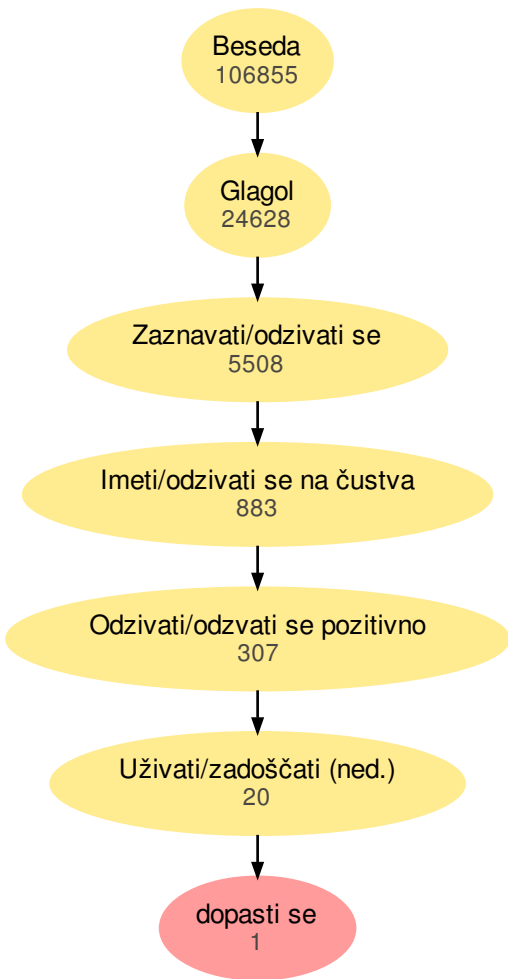 Beseda
106855
Glagol
24628
Zaznavati/odzivati se
5508
Imeti/odzivati se na čustva
883
Odzivati/odzvati se pozitivno
307
Uživati/zadoščati (ned.)
20
dopasti se
1